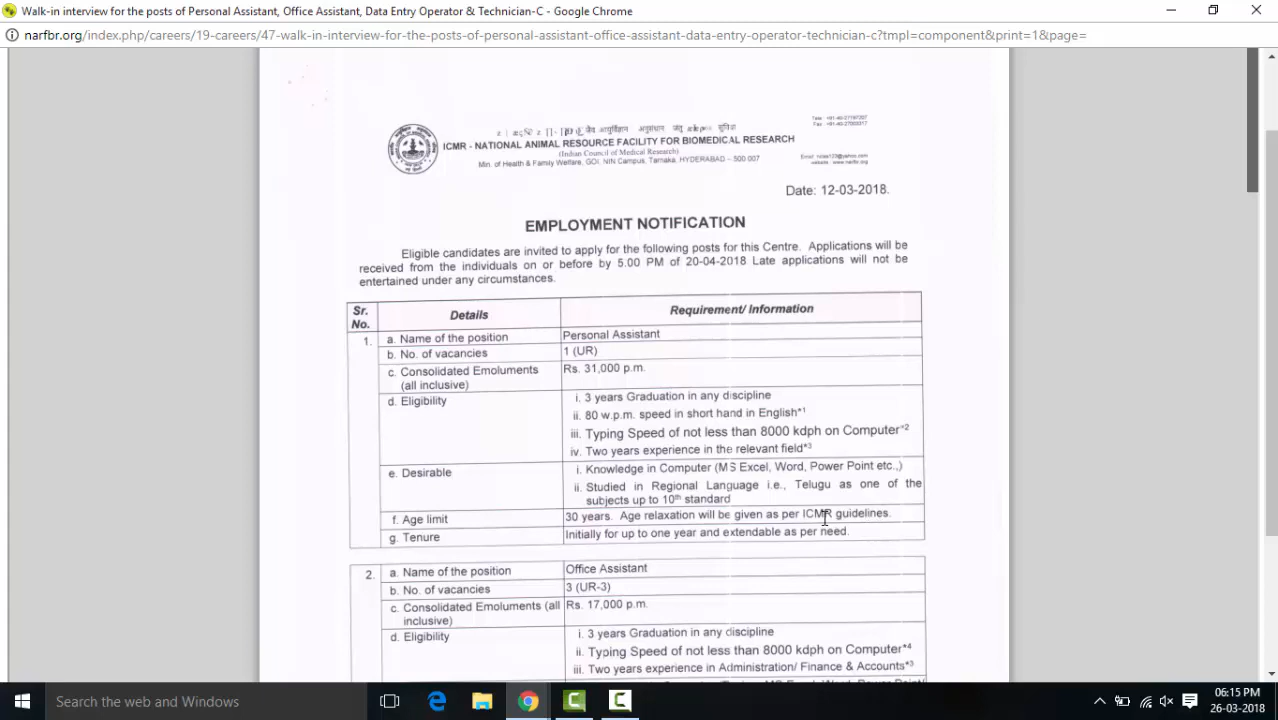 Walk-in interview for the posts of Personal Assistant, Office Assistant, Data Entry Operator & Technician-C - Google Chrome
narfbr.org/index.php/careers/19-careers/47-walk-in-interview-for-the-posts-of-personal-assistant-office-assistant-data-entry-operator-technician-c?tmpl=component&print=1&page=
ICMR - NATIONAL ANIMAL RESOURCE FACILITY FOR BIOMEDICAL RESEARCH
(Indian Council of Medical Research)
Min. of Health & Family Welfare, GOI, NIN Campus, Tarnaka, HYDERABAD – 500 007
Date: 12-03-2018.
EMPLOYMENT NOTIFICATION
Eligible candidates are invited to apply for the following posts for this Centre. Applications will be
received from the individuals on or before by 5.00 PM of 20-04-2018 Late applications will not be
entertained under any circumstances.
Sr. No. Details Requirement/ Information
1. a. Name of the position Personal Assistant
b. No. of vacancies 1 (UR)
c. Consolidated Emoluments Rs. 31,000 p.m.
(all inclusive)
d. Eligibility i. 3 years Graduation in any discipline
ii. 80 w.p.m. speed in short hand in English*1
iii. Typing Speed of not less than 8000 kdph on Computer*2
iv. Two years experience in the relevant field*3
e. Desirable i. Knowledge in Computer (MS Excel, Word, Power Point etc.,)
ii. Studied in Regional Language i.e., Telugu as one of the
subjects up to 10th standard
f. Age limit 30 years. Age relaxation will be given as per ICMR guidelines.
g. Tenure Initially for up to one year and extendable as per need.
2. a. Name of the position Office Assistant
b. No. of vacancies 3 (UR-3)
c. Consolidated Emoluments (all Rs. 17,000 p.m.
inclusive)
d. Eligibility i. 3 years Graduation in any discipline
ii. Typing Speed of not less than 8000 kdph on Computer*4
iii. Two years experience in Administration/ Finance & Accounts*3
Search the web and Windows
06:15 PM
26-03-2018